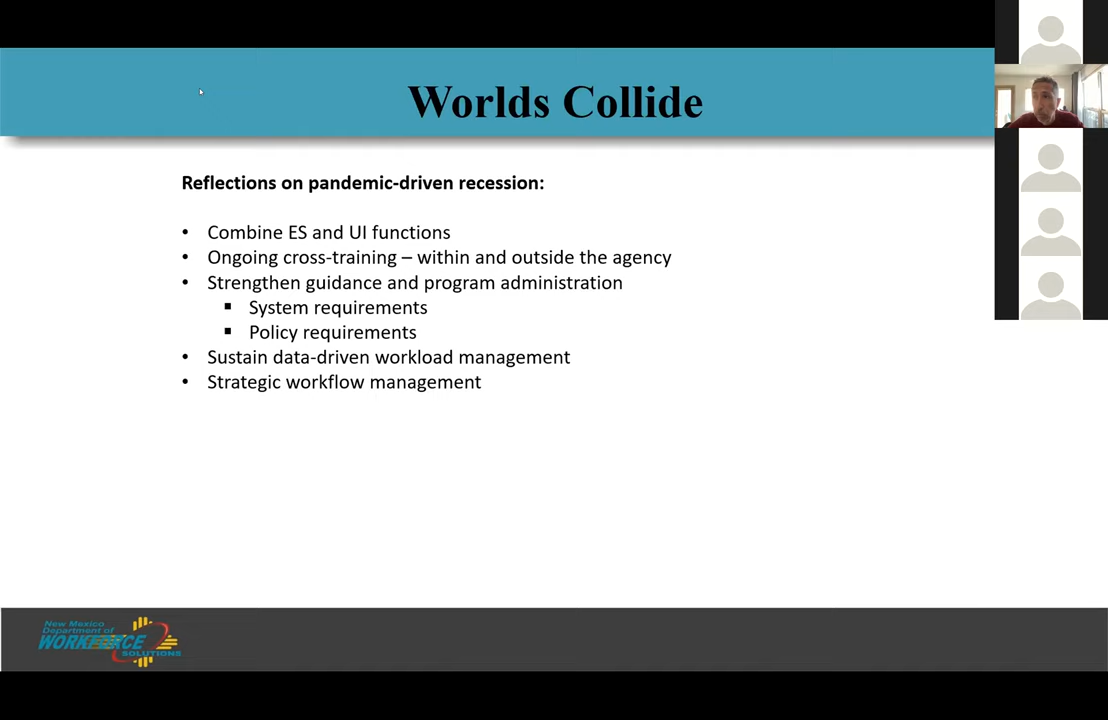 Worlds Collide
Reflections on pandemic-driven recession:
• Combine ES and UI functions
• Ongoing cross-training – within and outside the agency
• Strengthen guidance and program administration
▪ System requirements
▪ Policy requirements
• Sustain data-driven workload management
• Strategic workflow management
New Mexico
Department of
WORKFORCE
SOLUTIONS